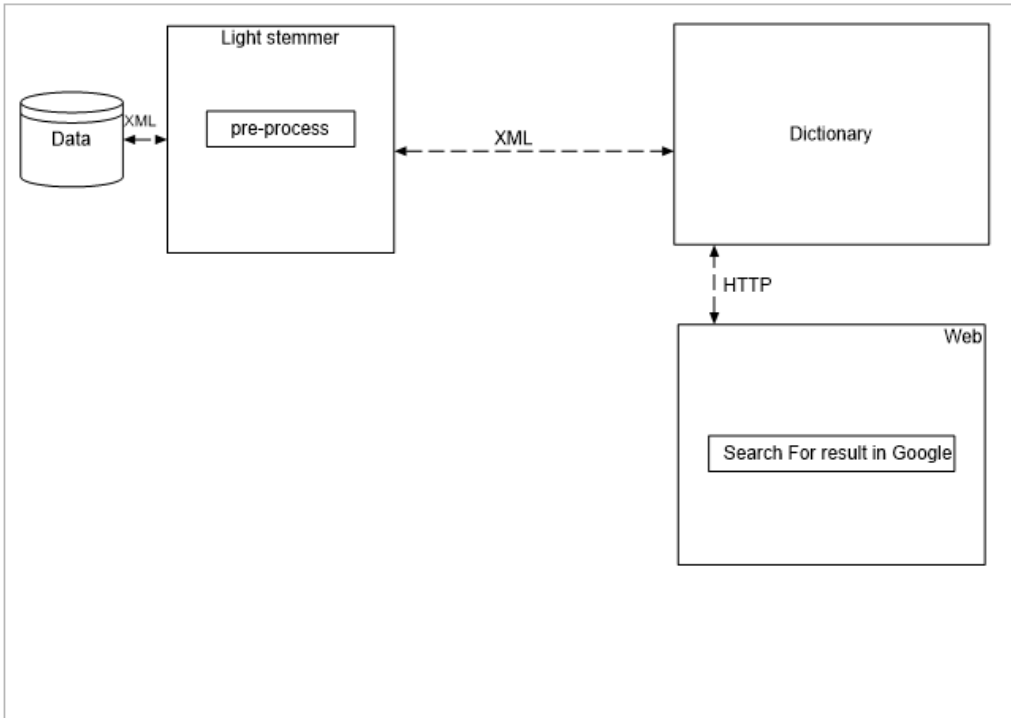 Light stemmer
pre-process
Data
XML
XML
Dictionary
HTTP
Web
Search For result in Google